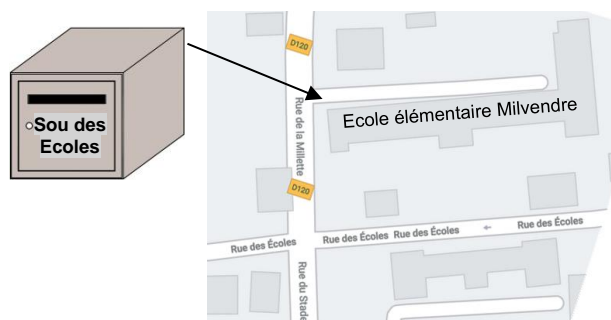 Sou des
Ecoles
D120
Rue de la Millette
Ecole élémentaire Milvendre
D120
Rue des Écoles
Rue des Écoles
Rue des Écoles
←
Rue des Écoles
Rue du Stade